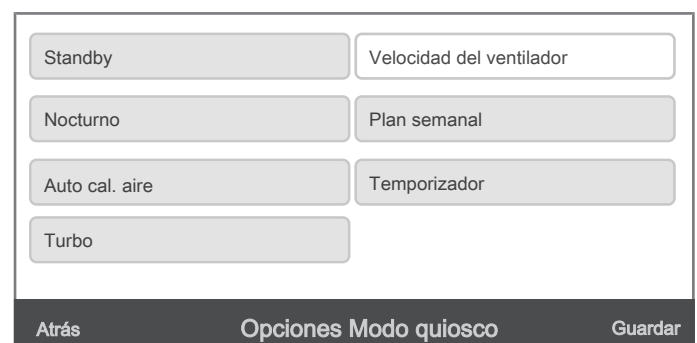 Standby
Velocidad del ventilador
Nocturno
Plan semanal
Auto cal. aire
Temporizador
Turbo
Atrás
Opciones Modo quiosco
Guardar